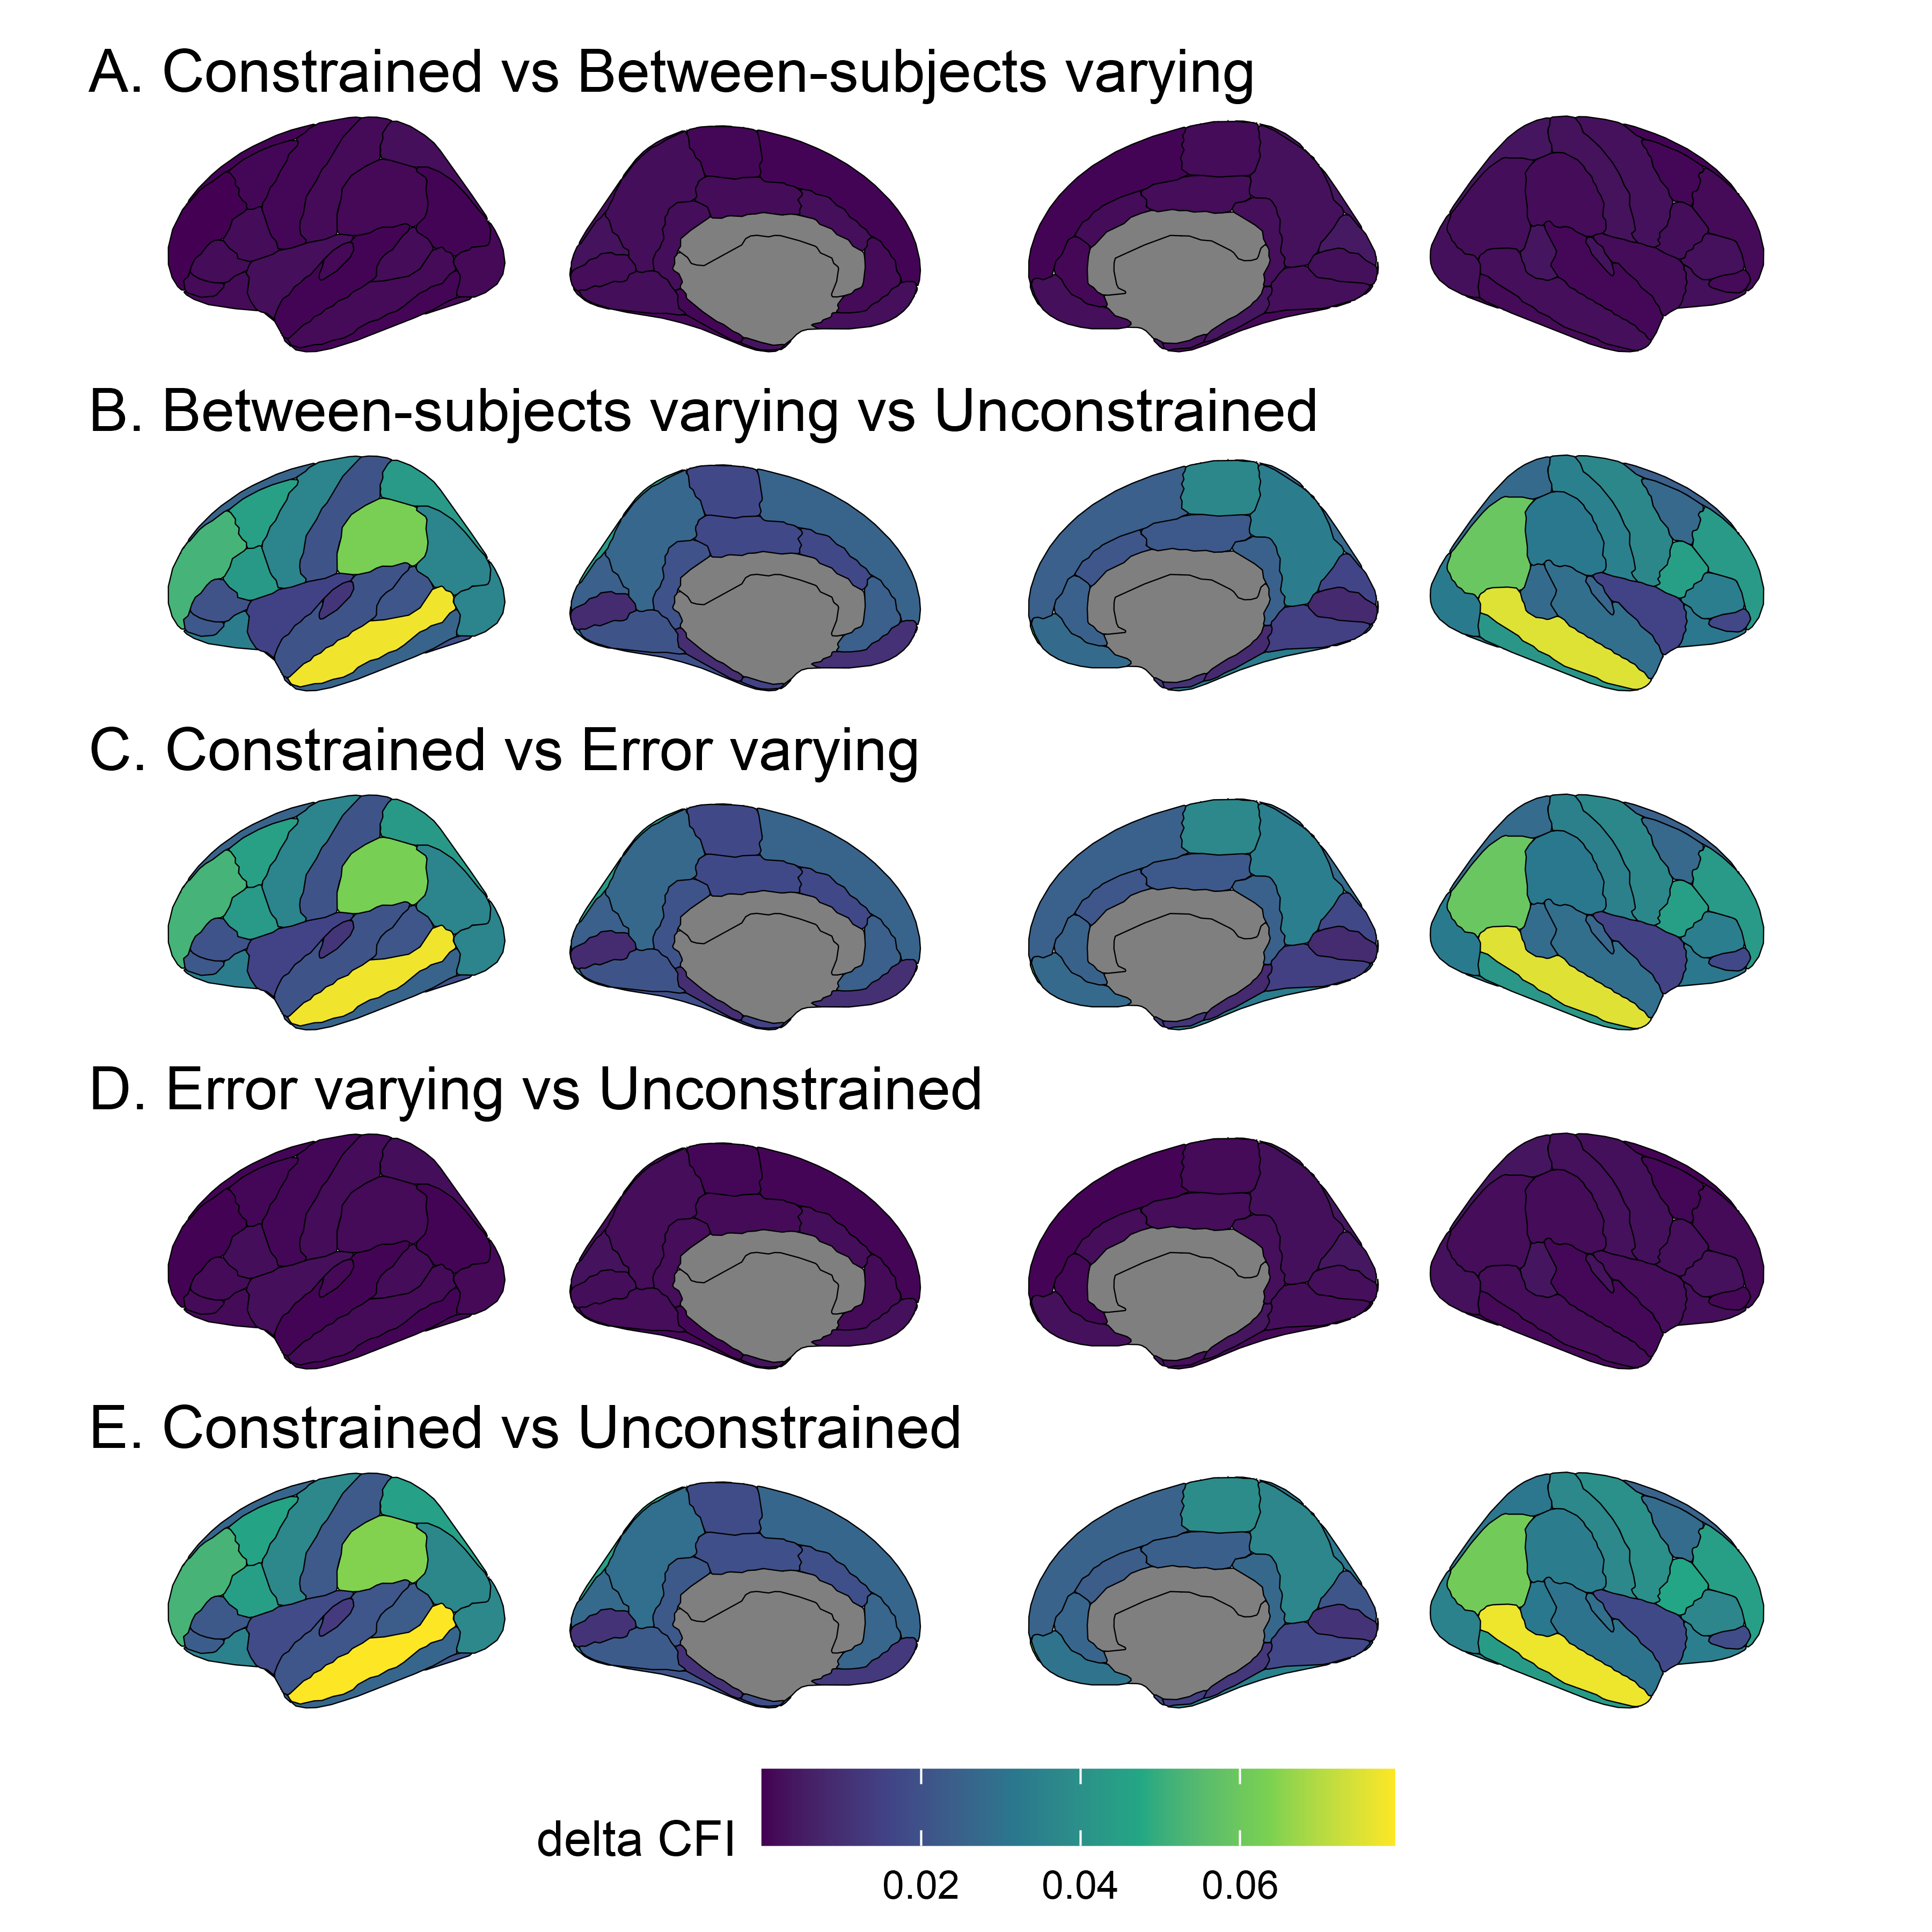 A. Constrained vs Between-subjects varying
B. Between-subjects varying vs Unconstrained
C. Constrained vs Error varying
D. Error varying vs Unconstrained
E. Constrained vs Unconstrained
delta CFI
0.02 0.04 0.06